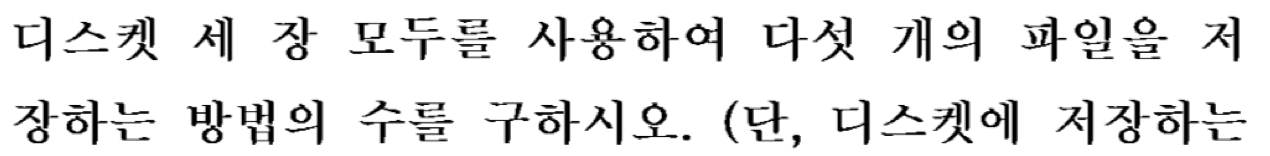 디스켓 세 장 모두를 사용하여 다섯 개의 파일을 저
장하는 방법의 수를 구하시오. (단, 디스켓에 저장하는